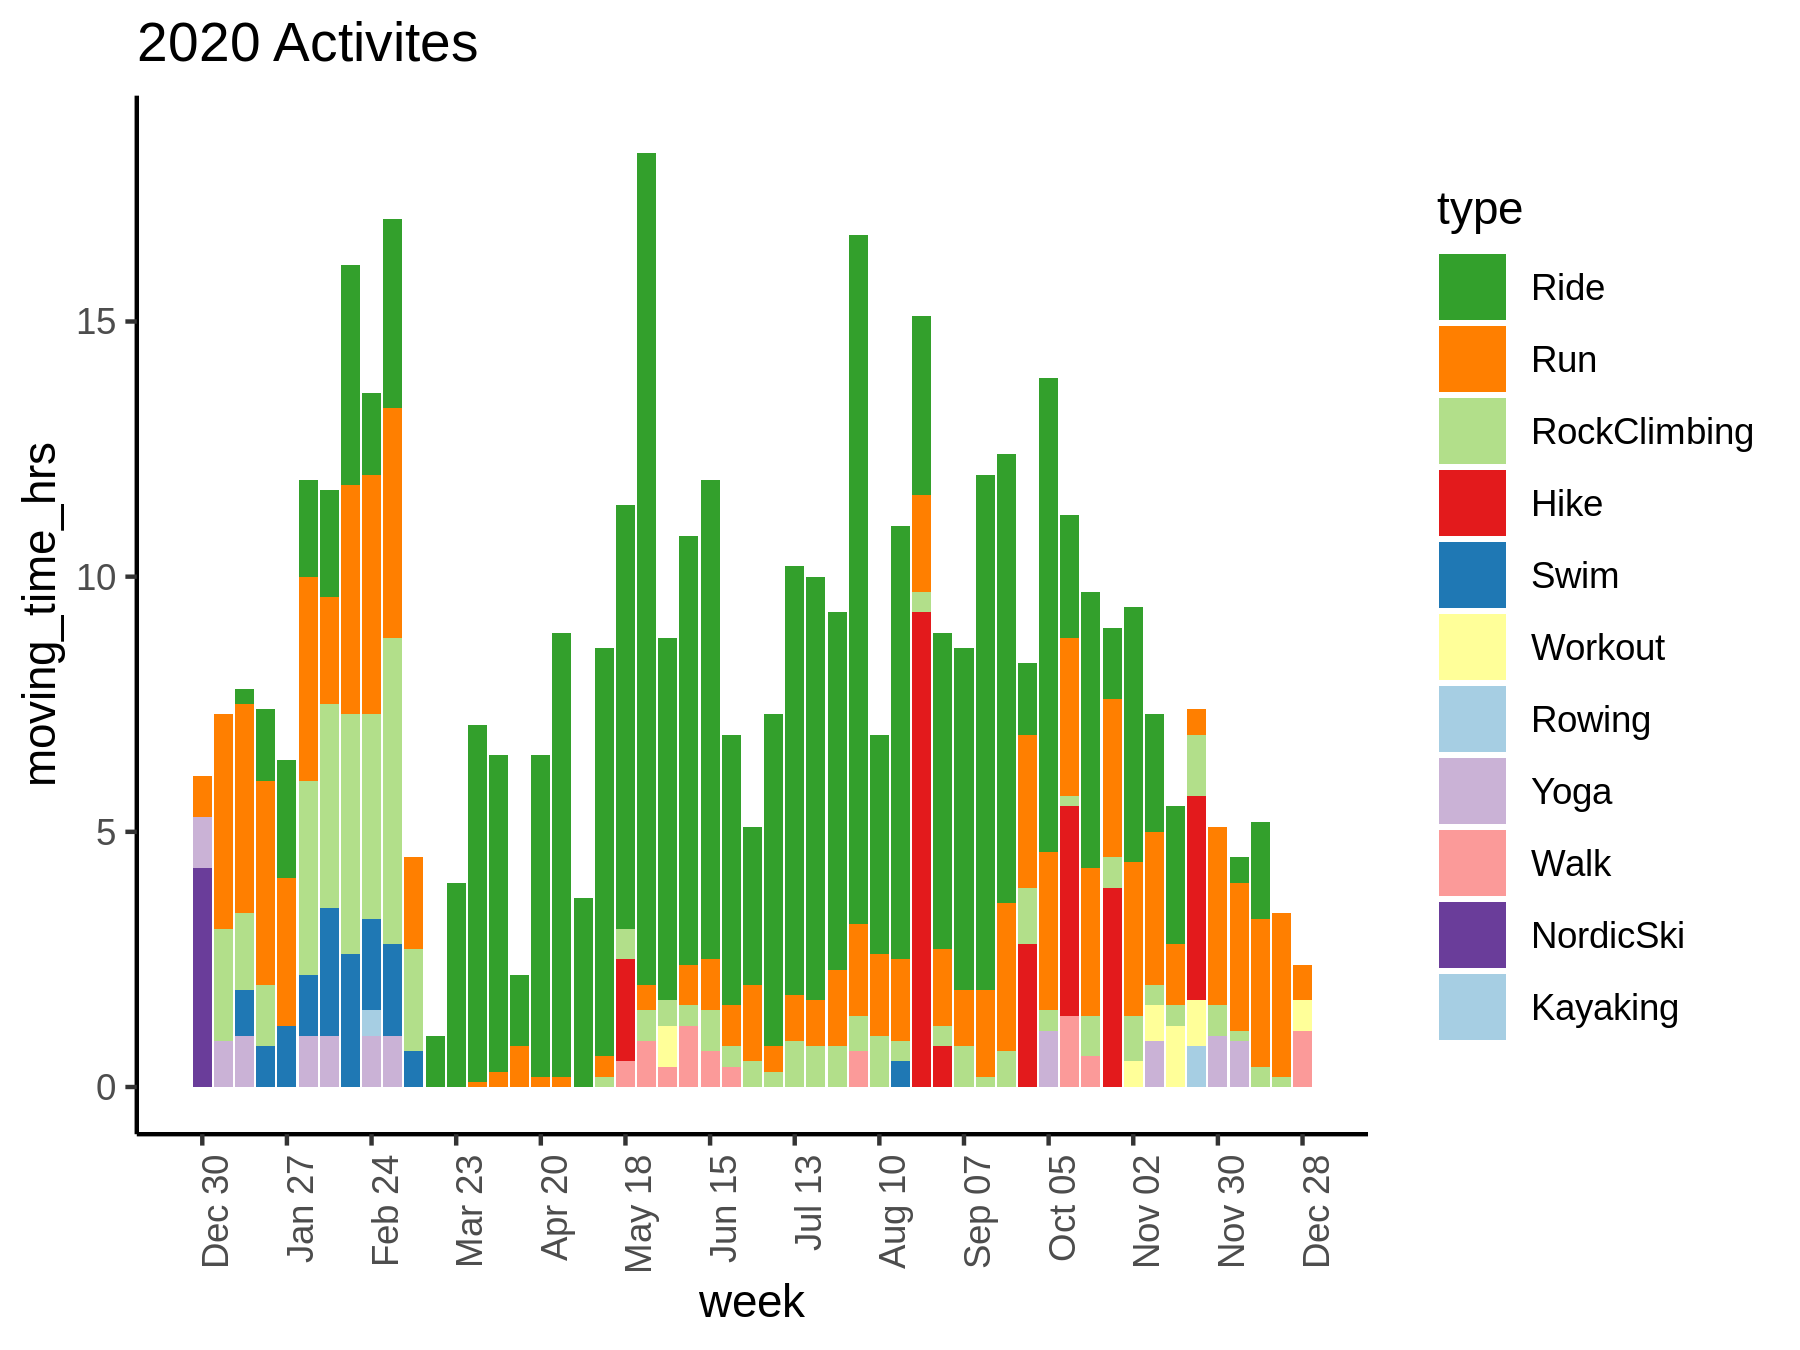 2020 Activites
moving_time_hrs
15
10
5
0
Dec 30
Jan 27
Feb 24
Mar 23
Apr 20
May 18
Jun 15
Jul 13
Aug 10
Sep 07
Oct 05
Nov 02
Nov 30
Dec 28
week
type
Ride
Run
RockClimbing
Hike
Swim
Workout
Rowing
Yoga
Walk
NordicSki
Kayaking